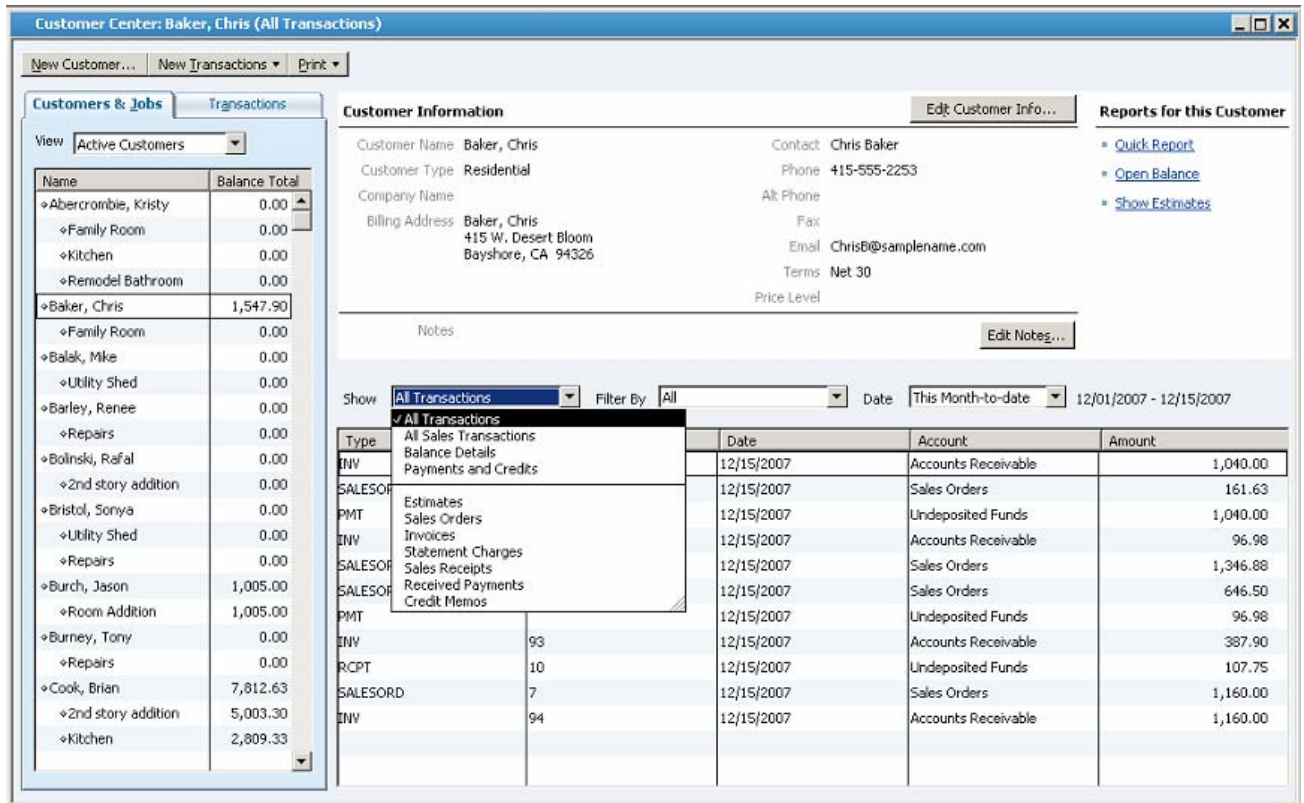 Customer Center: Baker, Chris (All Transactions)
New Customer... New Transactions Print
Customers & Jobs Transactions
View Active Customers
Name Balance Total
Abercrombie, Kristy 0.00
Family Room 0.00
Kitchen 0.00
Remodel Bathroom 0.00
Baker, Chris 1,547.90
Family Room 0.00
Balak, Mike 0.00
Utility Shed 0.00
Barley, Renee 0.00
Repairs 0.00
Bolinski, Rafal 0.00
2nd story addition 0.00
Bristol, Sonya 0.00
Utility Shed 0.00
Repairs 0.00
Burch, Jason 1,005.00
Room Addition 1,005.00
Burney, Tony 0.00
Repairs 0.00
Cook, Brian 7,812.63
2nd story addition 5,003.30
Kitchen 2,809.33
Customer Information Edit Customer Info...
Customer Name Baker, Chris
Customer Type Residential
Company Name
Billing Address Baker, Chris
415 W. Desert Bloom
Bayshore, CA 94326
Contact Chris Baker
Phone 415-555-2253
Alt Phone
Fax
Email ChrisB@samplename.com
Terms Net 30
Price Level
Notes Edit Notes...
Reports for this Customer
Quick Report
Open Balance
Show Estimates
Show All Transactions Filter By All Date This Month-to-date 12/01/2007 - 12/15/2007
All Transactions
All Sales Transactions
Balance Details
Payments and Credits
Estimates
Sales Orders
Invoices
Statement Charges
Sales Receipts
Received Payments
Credit Memos
Type Date Account Amount
INV 12/15/2007 Accounts Receivable 1,040.00
SALESOR 12/15/2007 Sales Orders 161.63
PMT 12/15/2007 Undeposited Funds 1,040.00
INV 12/15/2007 Accounts Receivable 96.98
SALESOR 12/15/2007 Sales Orders 1,346.88
SALESOR 12/15/2007 Sales Orders 646.50
PMT 12/15/2007 Undeposited Funds 96.98
INV 93 12/15/2007 Accounts Receivable 387.90
RCPT 10 12/15/2007 Undeposited Funds 107.75
SALESORD 7 12/15/2007 Sales Orders 1,160.00
INV 94 12/15/2007 Accounts Receivable 1,160.00